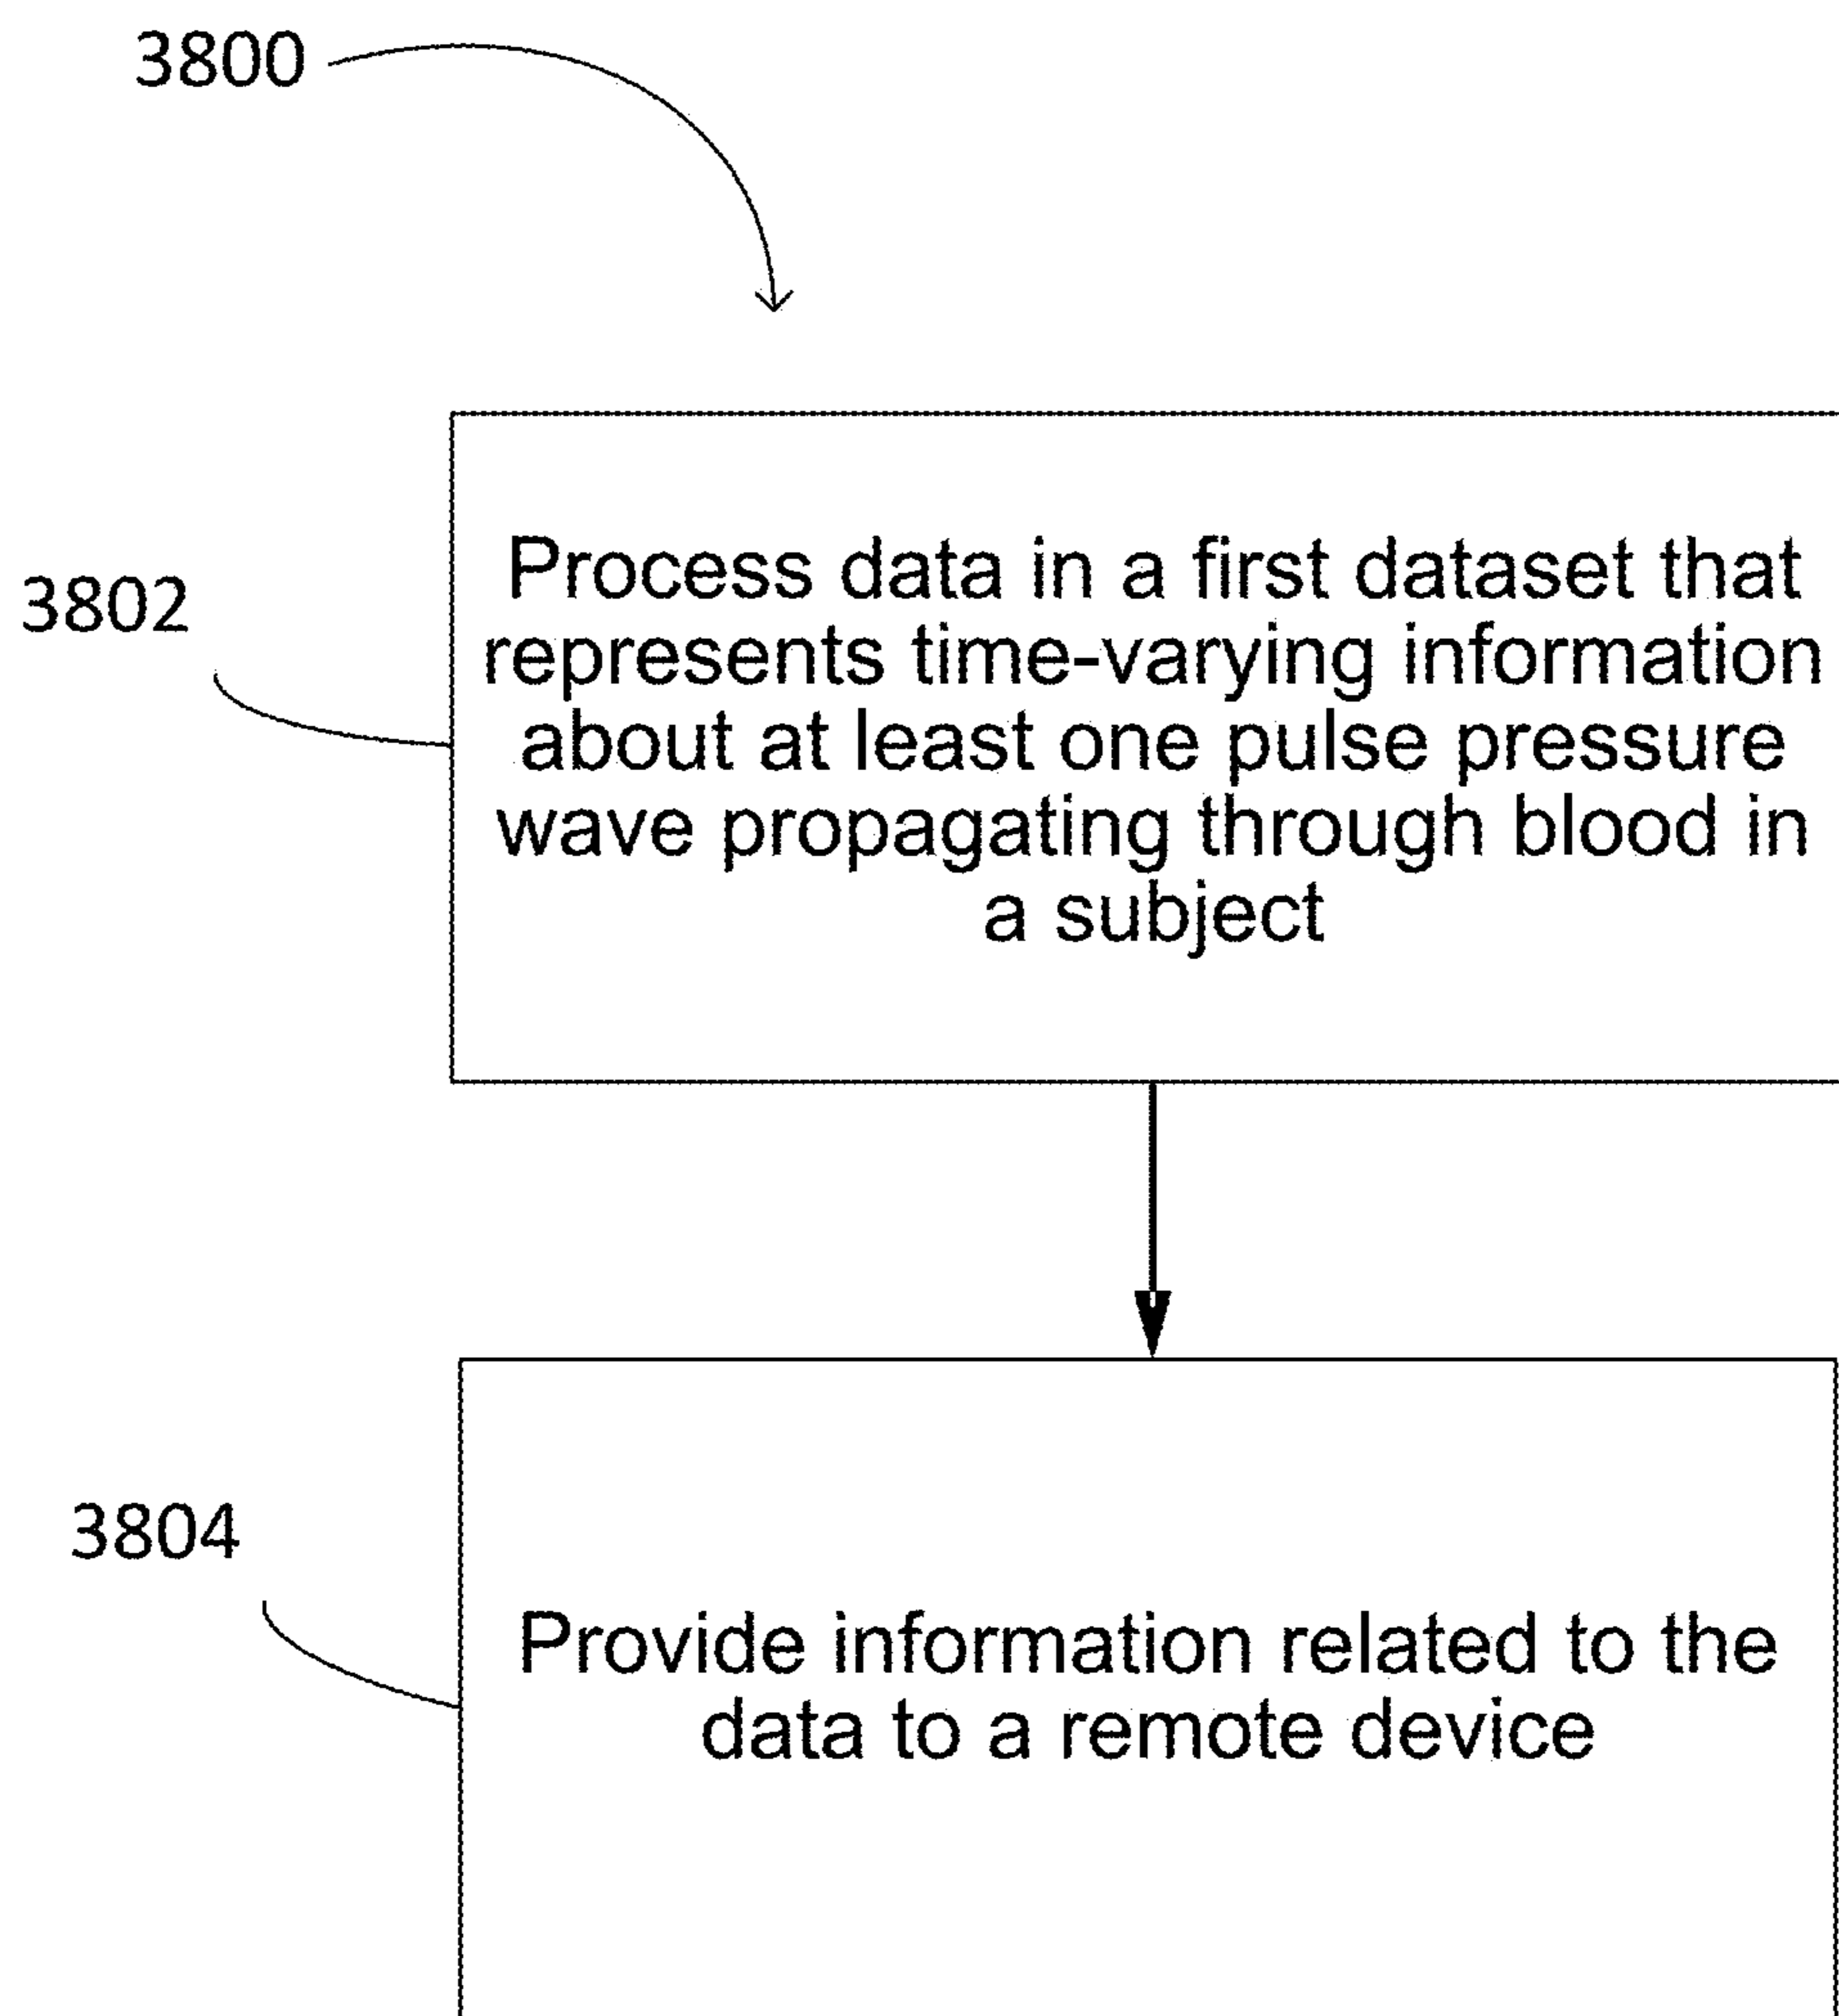 3800
3802
Process data in a first dataset that
represents time-varying information
about at least one pulse pressure
wave propagating through blood in
a subject
3804
Provide information related to the
data to a remote device